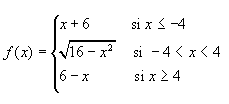 x + 6 si x ≤ −4
f(x) = { √(16 − x²) si − 4 < x < 4
6 − x si x ≥ 4